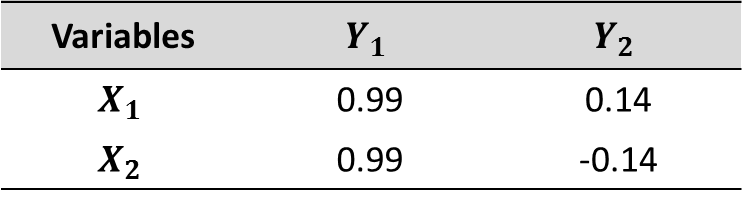 Variables Y₁ Y₂
X₁ 0.99 0.14
X₂ 0.99 -0.14